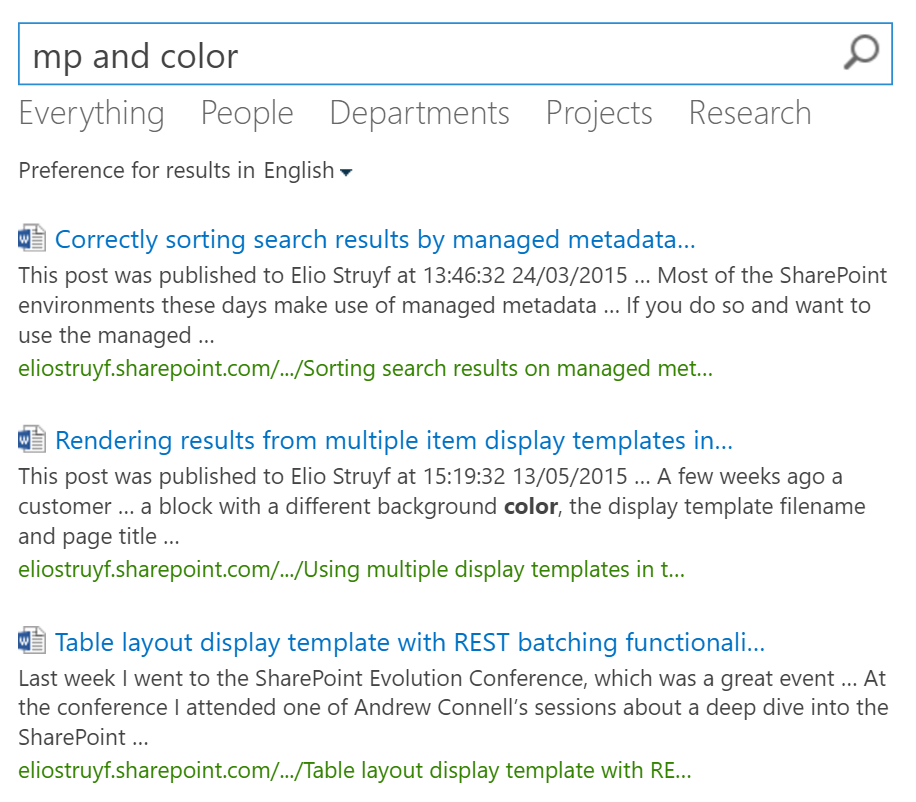 mp and color
Everything People Departments Projects Research
Preference for results in English
Correctly sorting search results by managed metadata...
This post was published to Elio Struyf at 13:46:32 24/03/2015 ... Most of the SharePoint
environments these days make use of managed metadata ... If you do so and want to
use the managed ...
eliostruyf.sharepoint.com/.../Sorting search results on managed met...
Rendering results from multiple item display templates in...
This post was published to Elio Struyf at 15:19:32 13/05/2015 ... A few weeks ago a
customer ... a block with a different background color, the display template filename
and page title ...
eliostruyf.sharepoint.com/.../Using multiple display templates in t...
Table layout display template with REST batching functionali...
Last week I went to the SharePoint Evolution Conference, which was a great event ... At
the conference I attended one of Andrew Connell’s sessions about a deep dive into the
SharePoint ...
eliostruyf.sharepoint.com/.../Table layout display template with RE...